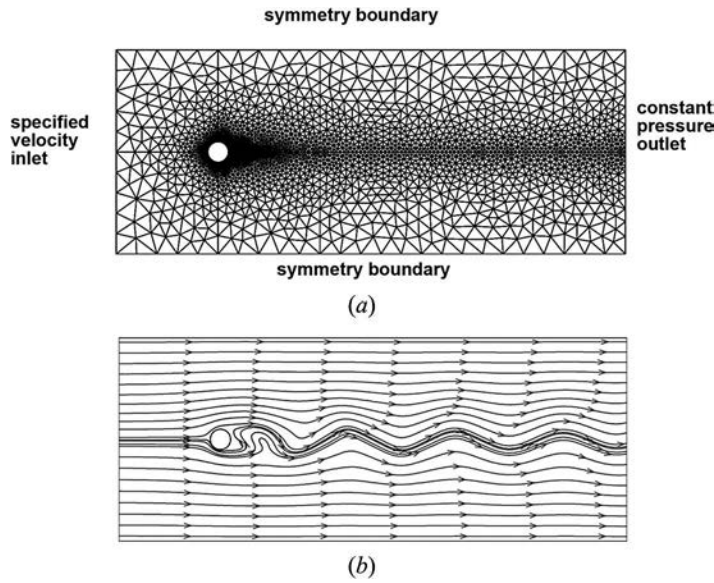 symmetry boundary
specified
velocity
inlet
constant
pressure
outlet
symmetry boundary
(a)
(b)